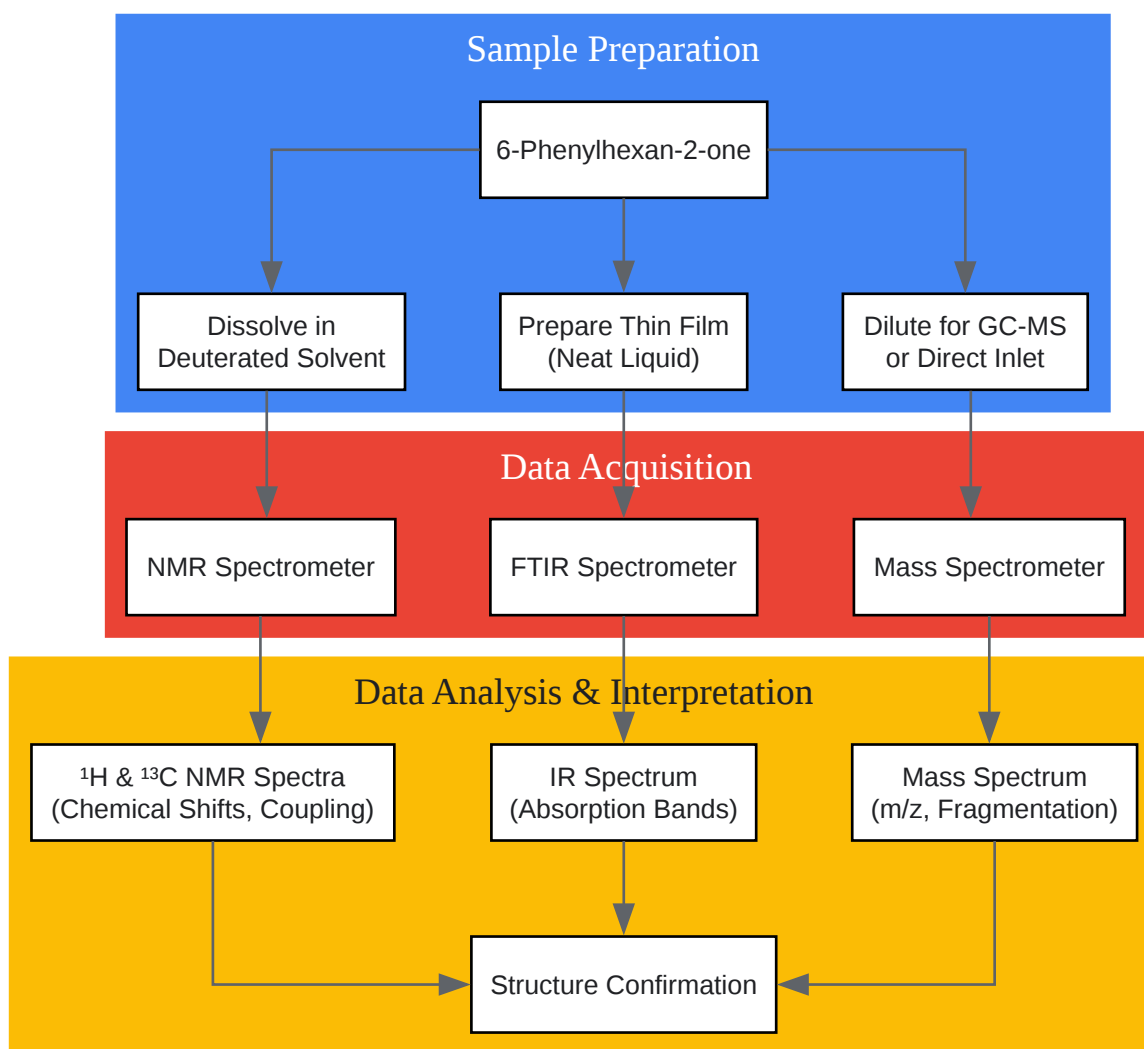 Sample Preparation
6-Phenylhexan-2-one
Dissolve in
Deuterated Solvent
Prepare Thin Film
(Neat Liquid)
Dilute for GC-MS
or Direct Inlet
Data Acquisition
NMR Spectrometer
FTIR Spectrometer
Mass Spectrometer
Data Analysis & Interpretation
¹H & ¹³C NMR Spectra
(Chemical Shifts, Coupling)
IR Spectrum
(Absorption Bands)
Mass Spectrum
(m/z, Fragmentation)
Structure Confirmation